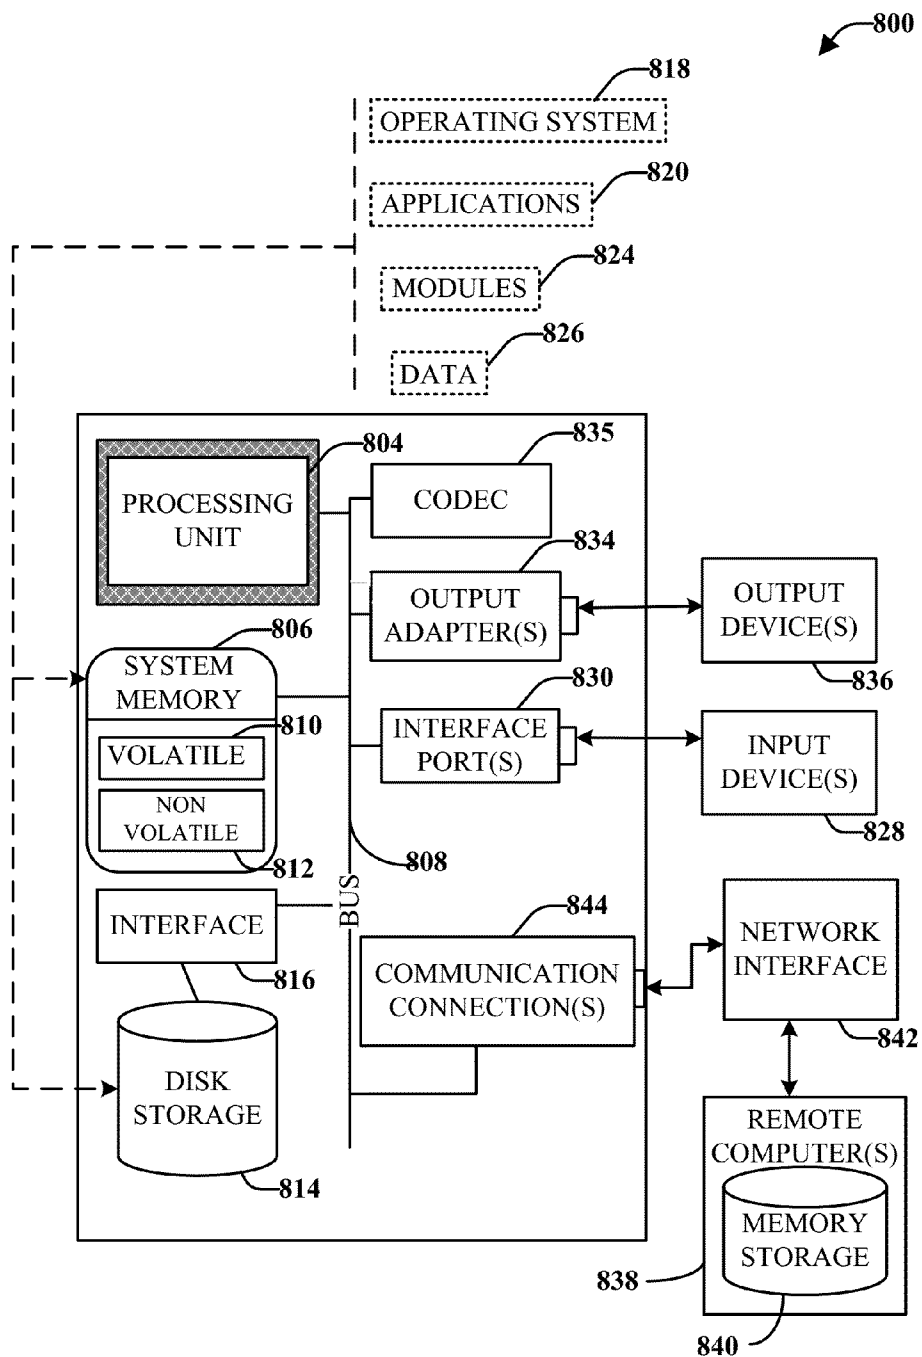 800
818
OPERATING SYSTEM
820
APPLICATIONS
824
MODULES
826
DATA
804
PROCESSING
UNIT
835
CODEC
834
OUTPUT
ADAPTER(S)
OUTPUT
DEVICE(S)
836
806
SYSTEM
MEMORY
810
VOLATILE
NON
VOLATILE
812
830
INTERFACE
PORT(S)
INPUT
DEVICE(S)
828
808
BUS
INTERFACE
816
844
COMMUNICATION
CONNECTION(S)
NETWORK
INTERFACE
842
DISK
STORAGE
814
REMOTE
COMPUTER(S)
MEMORY
STORAGE
838
840